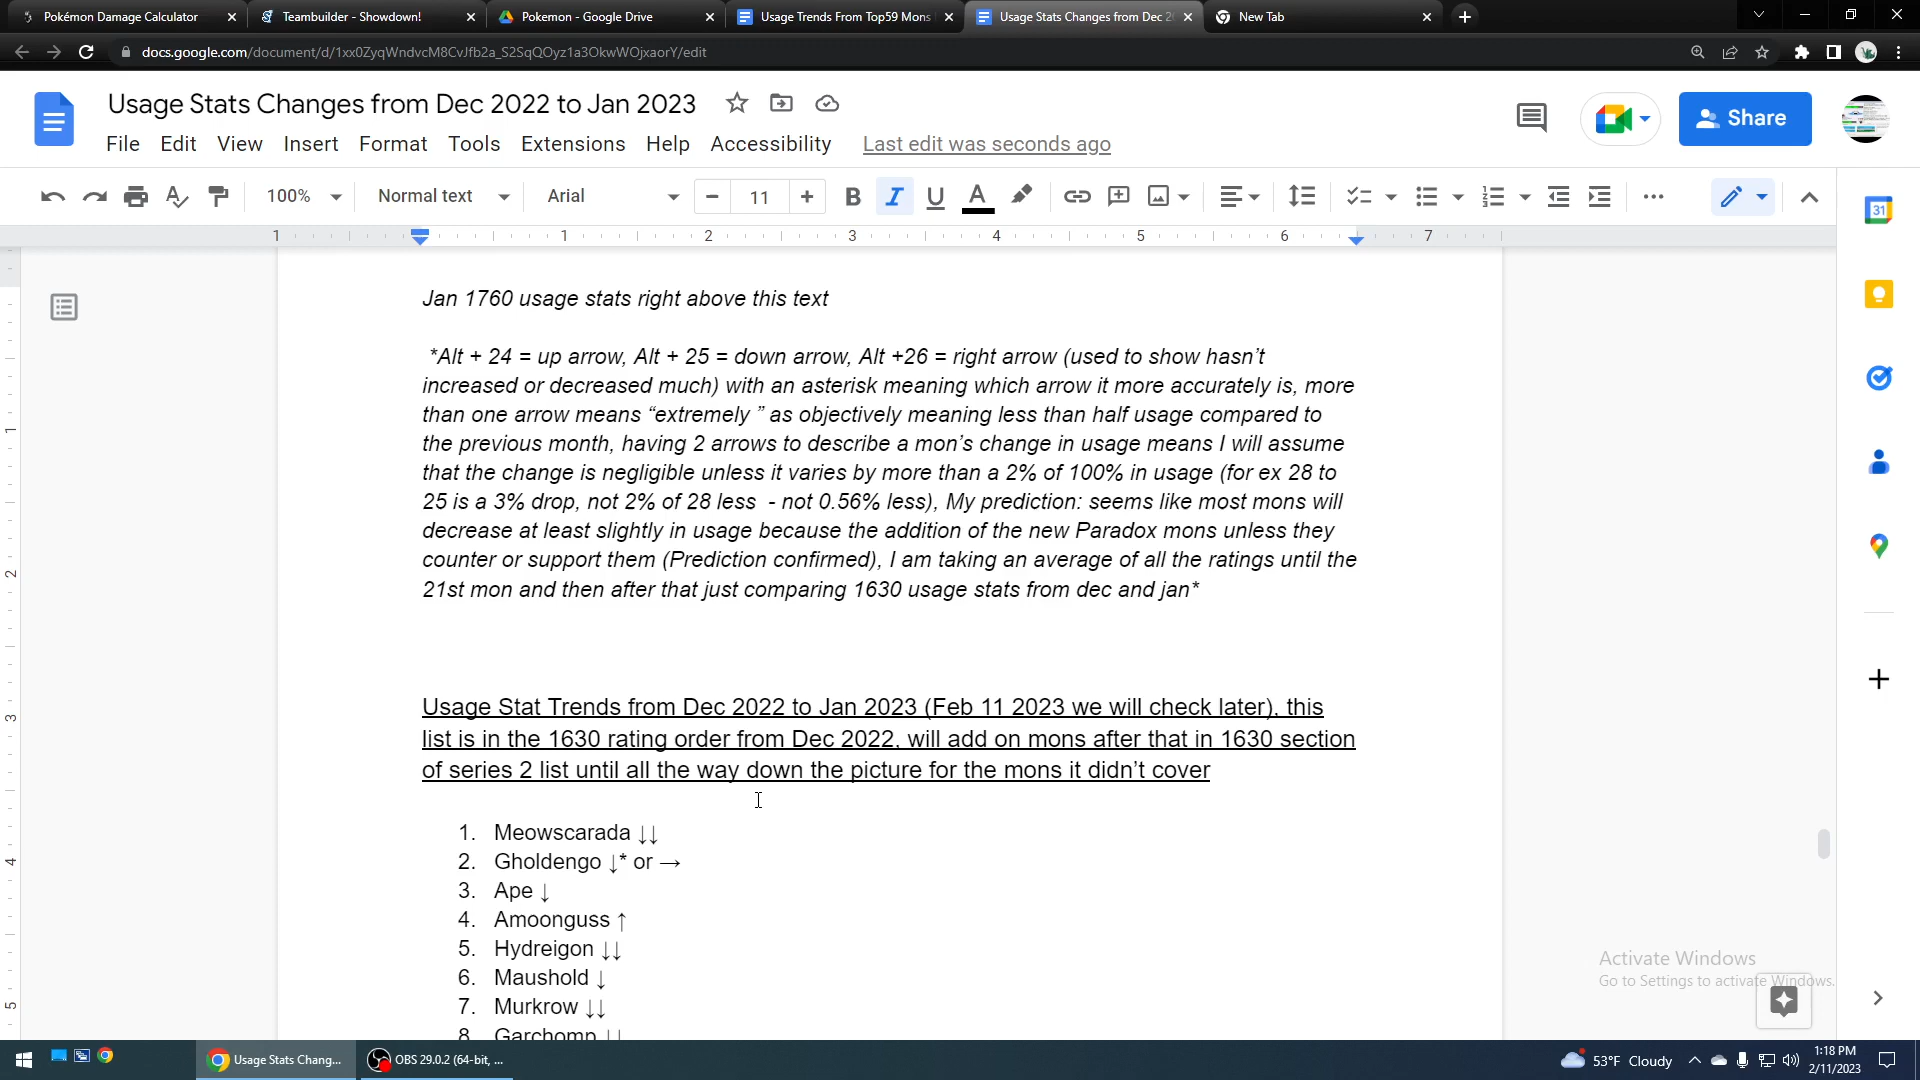 Pokémon Damage Calculator
Teambuilder - Showdown!
Pokemon - Google Drive
Usage Trends From Top59 Mons
Usage Stats Changes from Dec 2
New Tab
docs.google.com/document/d/1xx0ZyqWndvcM8CvJfb2a_S2SqQOyz1a3OkwWOjxaorY/edit
Usage Stats Changes from Dec 2022 to Jan 2023
Share
File Edit View Insert Format Tools Extensions Help Accessibility Last edit was seconds ago
100% Normal text Arial 11 B I U A
31
1 1 2 3 4 5 6 7
Jan 1760 usage stats right above this text
*Alt + 24 = up arrow, Alt + 25 = down arrow, Alt +26 = right arrow (used to show hasn't
increased or decreased much) with an asterisk meaning which arrow it more accurately is, more
than one arrow means “extremely ” as objectively meaning less than half usage compared to
the previous month, having 2 arrows to describe a mon's change in usage means I will assume
that the change is negligible unless it varies by more than a 2% of 100% in usage (for ex 28 to
25 is a 3% drop, not 2% of 28 less  - not 0.56% less), My prediction: seems like most mons will
decrease at least slightly in usage because the addition of the new Paradox mons unless they
counter or support them (Prediction confirmed), I am taking an average of all the ratings until the
21st mon and then after that just comparing 1630 usage stats from dec and jan*
Usage Stat Trends from Dec 2022 to Jan 2023 (Feb 11 2023 we will check later), this
list is in the 1630 rating order from Dec 2022, will add on mons after that in 1630 section
of series 2 list until all the way down the picture for the mons it didn't cover
1. Meowscarada ↓↓
2. Gholdengo ↓* or →
3. Ape ↓
4. Amoonguss ↑
5. Hydreigon ↓↓
6. Maushold ↓
7. Murkrow ↓↓
8. Garchomp ↓↓
1
2
3
4
5
Activate Windows
Go to Settings to activate Windows.
Usage Stats Chang...
OBS 29.0.2 (64-bit, ...
53°F Cloudy
1:18 PM
2/11/2023